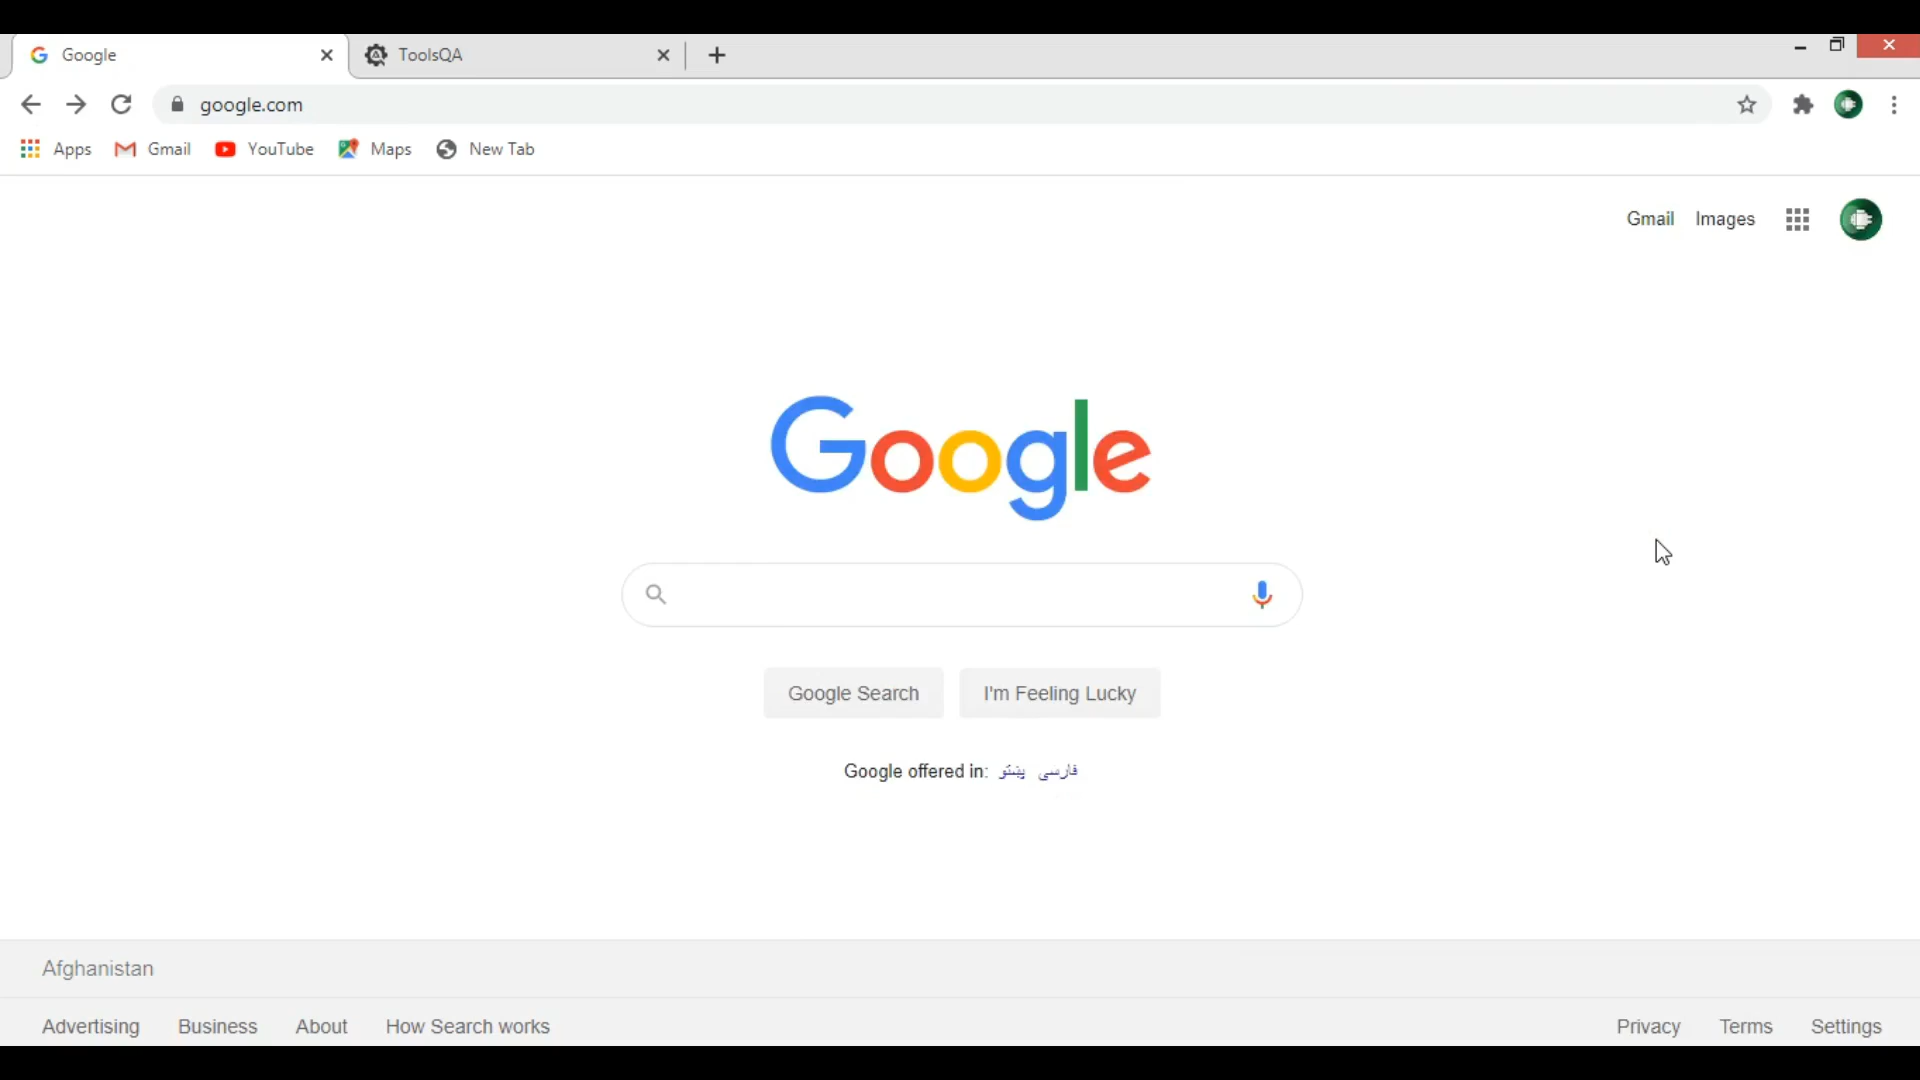 Google ToolsQA
google.com
Apps Gmail YouTube Maps New Tab
Gmail Images
Google
Google Search I'm Feeling Lucky
Google offered in: فارسی پښتو
Afghanistan
Advertising Business About How Search works Privacy Terms Settings